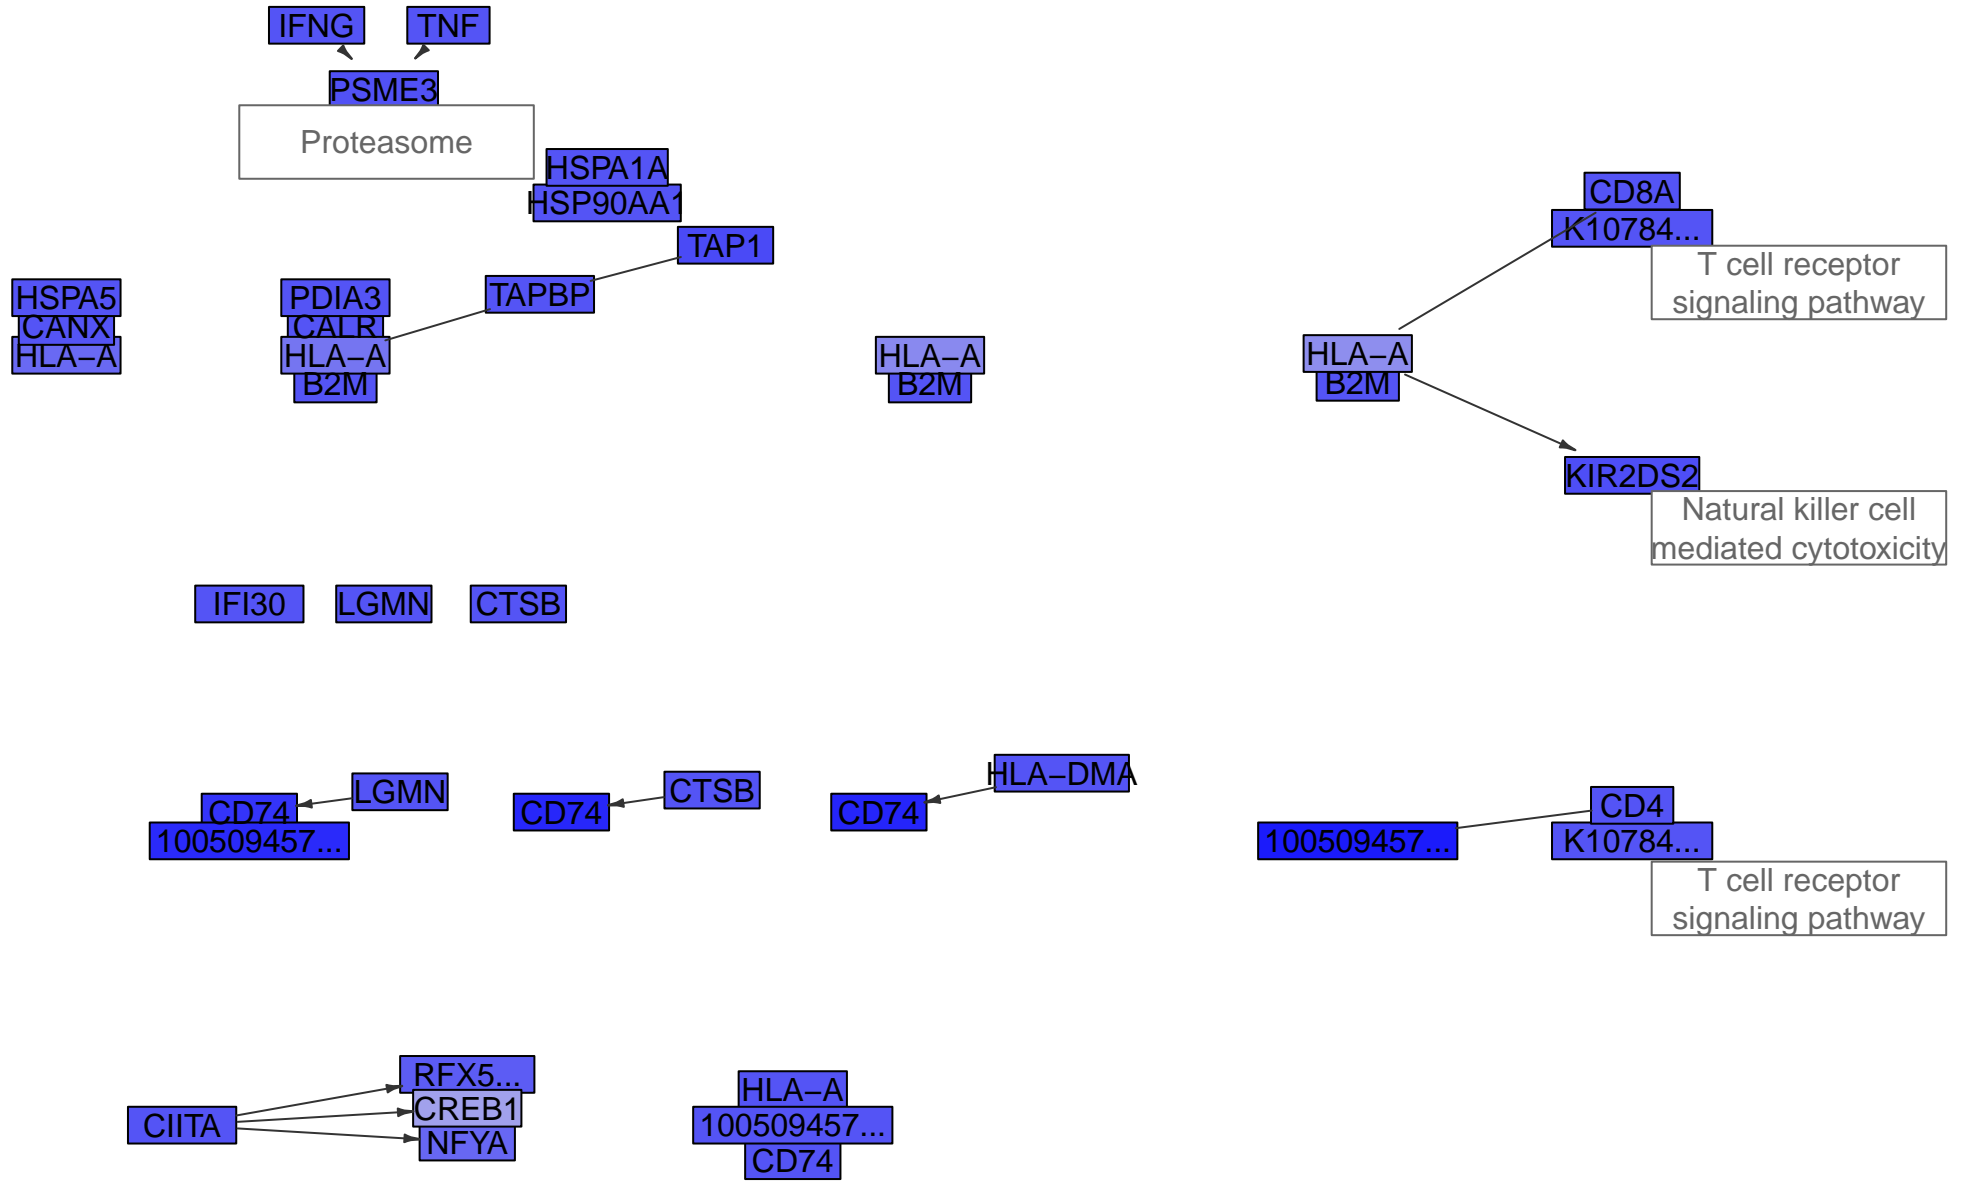 IFNG
TNF
PSME3
Proteasome
HSPA1A
HSP90AA1
TAP1
TAPBP
HSPA5
CANX
HLA−A
PDIA3
CALR
HLA−A
B2M
HLA−A
B2M
CD8A
K10784...
T cell receptor
signaling pathway
HLA−A
B2M
KIR2DS2
Natural killer cell
mediated cytotoxicity
IFI30
LGMN
CTSB
LGMN
CD74
100509457...
CTSB
CD74
HLA−DMA
CD74
CD4
100509457...
K10784...
T cell receptor
signaling pathway
CIITA
RFX5...
CREB1
NFYA
HLA−A
100509457...
CD74